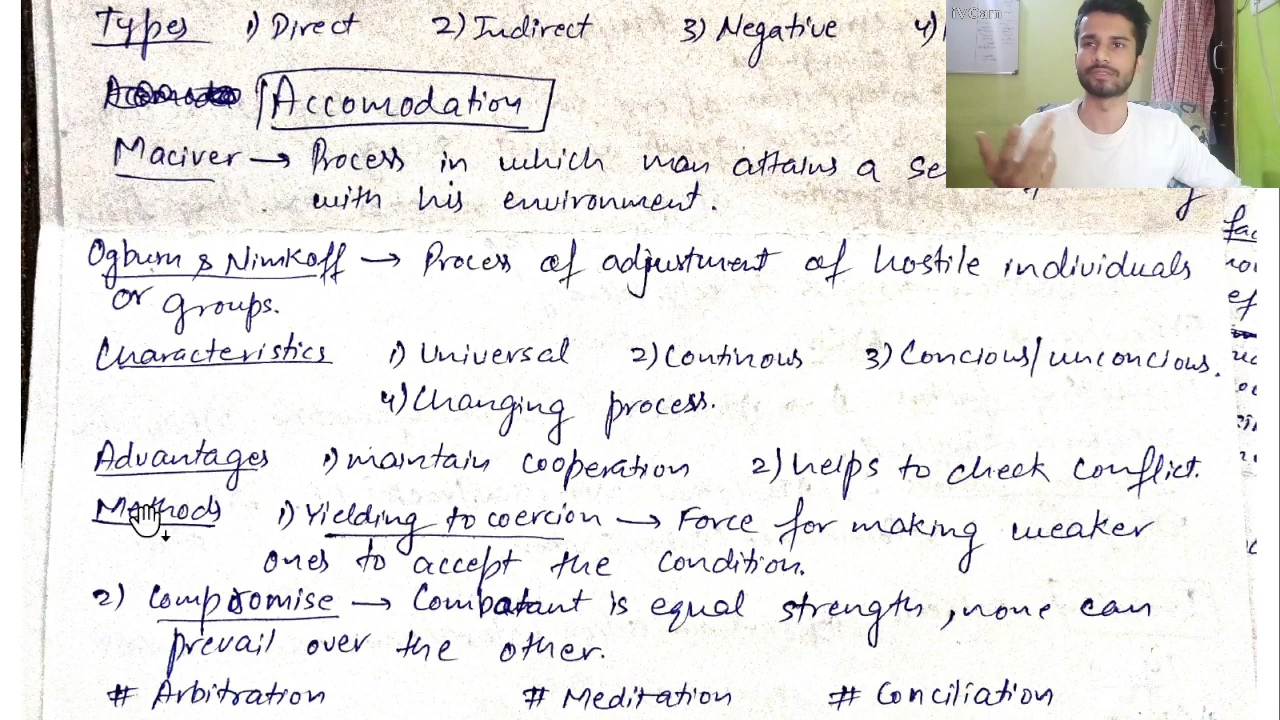 Types 1) Direct 2) Indirect 3) Negative 4)
ivCam
Accomodation
Maciver → Process in which man attains a se
with his environment.
Ogburn & Nimkoff → Process of adjustment of hostile individuals
or groups.
Characteristics 1) Universal 2) Continous 3) Concious/unconcious.
4) Changing process.
Advantages 1) maintain cooperation 2) helps to check conflict.
Methods 1) Yielding to coercion → Force for making weaker
ones to accept the condition.
2) Compromise → Combatant is equal strength, none can
prevail over the other.
# Arbitration # Meditation # Conciliation